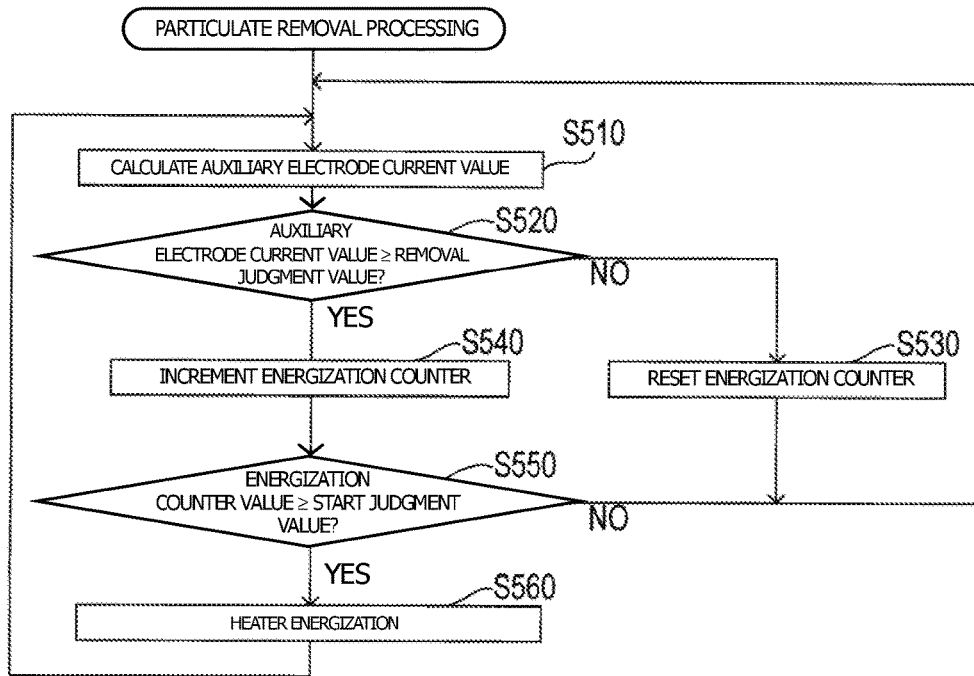 PARTICULATE REMOVAL PROCESSING
S510
CALCULATE AUXILIARY ELECTRODE CURRENT VALUE
S520
AUXILIARY
ELECTRODE CURRENT VALUE ≥ REMOVAL
JUDGMENT VALUE?
NO
YES
S540
INCREMENT ENERGIZATION COUNTER
S530
RESET ENERGIZATION COUNTER
S550
ENERGIZATION
COUNTER VALUE ≥ START JUDGMENT
VALUE?
NO
YES
S560
HEATER ENERGIZATION